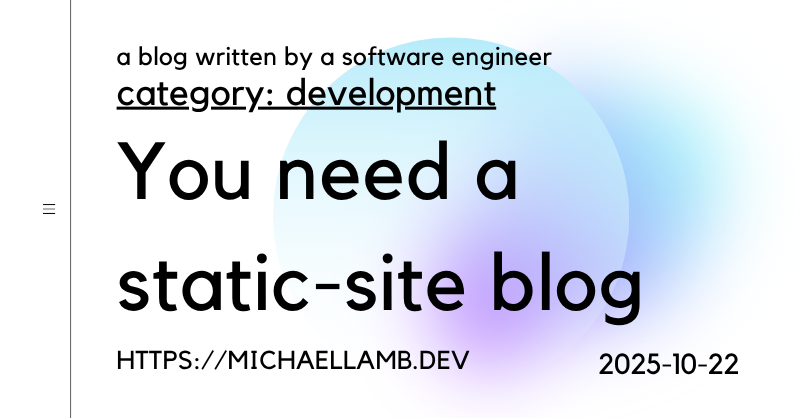 a blog written by a software engineer
category: development
You need a
static-site blog
HTTPS://MICHAELLAMB.DEV
2025-10-22